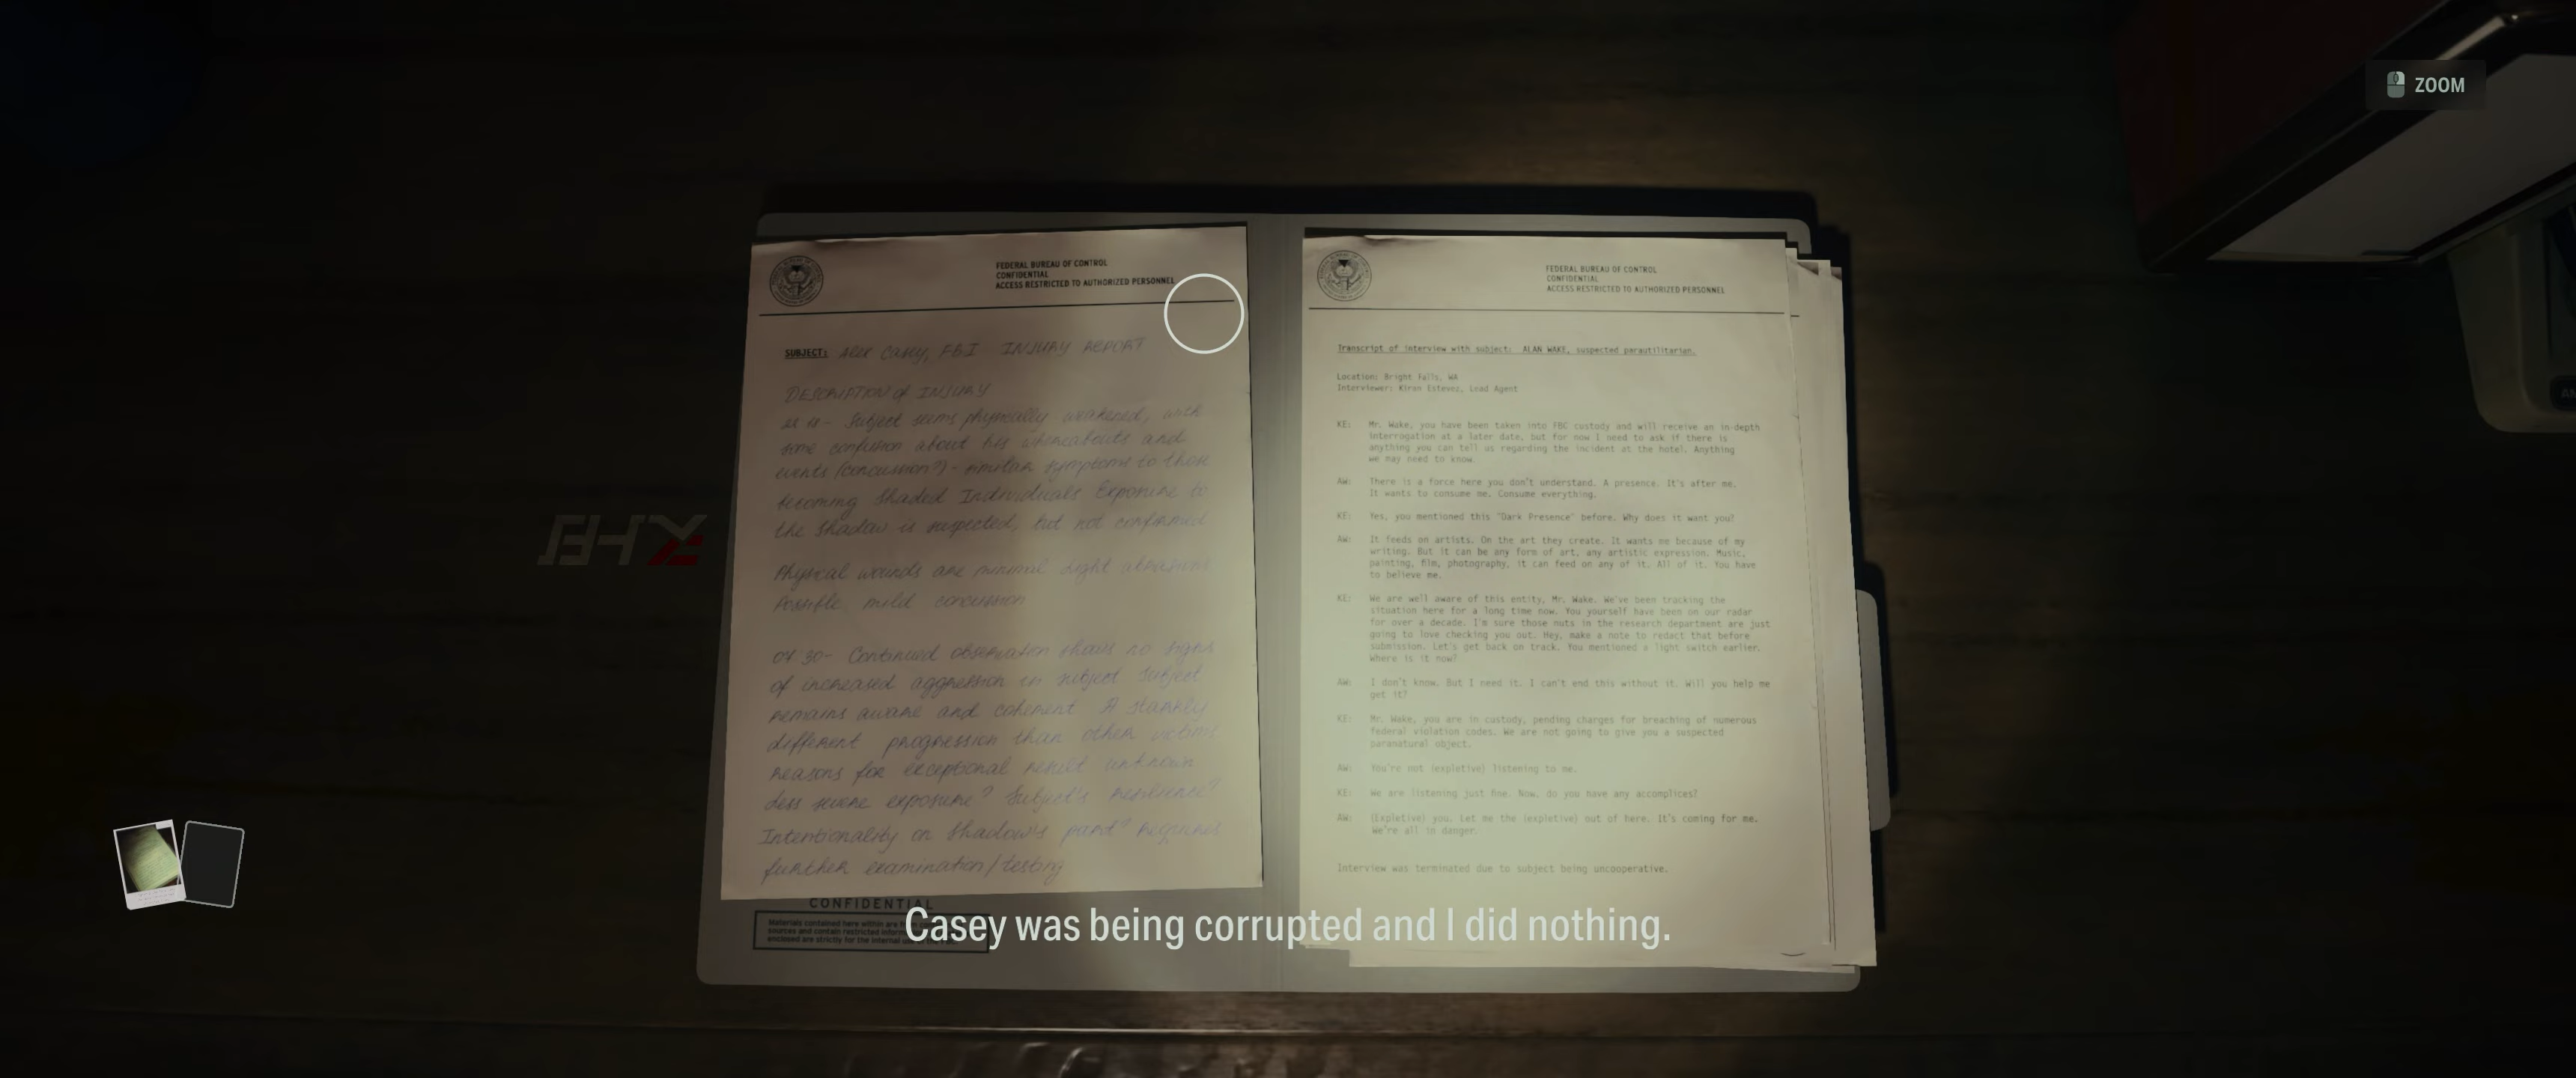 ZOOM
FEDERAL BUREAU OF CONTROL
CONFIDENTIAL
ACCESS RESTRICTED TO AUTHORIZED PERSONNEL
SUBJECT: Alex Casey, FBI INJURY REPORT
DESCRIPTION of INJURY
Subject seems physically weakened, with
some confusion about his whereabouts and
events (concussion?) - similar symptoms to those
becoming Shaded Individuals Exposure to
the shadow is suspected, but not confirmed
Physical wounds are minimal light abrasions
Possible mild concussion
04:30- Continued observation shows no signs
of increased aggression in subject Subject
remains aware and coherent A starkly
different progression than other victims
Reasons for exceptional result unknown
Less severe exposure? Subject's resilience?
Intentionality on Shadow's part? Requires
further examination/testing
CONFIDENTIAL
Materials contained here within are
sources and contain restricted
enclosed are strictly for the internal
FEDERAL BUREAU OF CONTROL
CONFIDENTIAL
ACCESS RESTRICTED TO AUTHORIZED PERSONNEL
Transcript of interview with subject: ALAN WAKE, suspected parautilitarian.
Location: Bright Falls, WA
Interviewer: Kiran Estevez, Lead Agent
KE: Mr. Wake, you have been taken into FBC custody and will receive an in-depth
interrogation at a later date, but for now I need to ask if there is
anything you can tell us regarding the incident at the hotel. Anything
we may need to know.
AW: There is a force here you don't understand. A presence. It's after me.
It wants to consume me. Consume everything.
KE: Yes, you mentioned this "Dark Presence" before. Why does it want you?
AW: It feeds on artists. On the art they create. It wants me because of my
writing. But it can be any form of art, any artistic expression. Music,
painting, film, photography, it can feed on any of it. All of it. You have
to believe me.
KE: We are well aware of this entity, Mr. Wake. We've been tracking the
situation here for a long time now. You yourself have been on our radar
for over a decade. I'm sure those nuts in the research department are just
going to love checking you out. Hey, make a note to redact that before
submission. Let's get back on track. You mentioned a light switch earlier.
Where is it now?
AW: I don't know. But I need it. I can't end this without it. Will you help me
get it?
KE: Mr. Wake, you are in custody, pending charges for breaching of numerous
federal violation codes. We are not going to give you a suspected
paranatural object.
AW: You're not (expletive) listening to me.
KE: We are listening just fine. Now, do you have any accomplices?
AW: (Expletive) you. Let me the (expletive) out of here. It's coming for me.
We're all in danger.
Interview was terminated due to subject being uncooperative.
Casey was being corrupted and I did nothing.